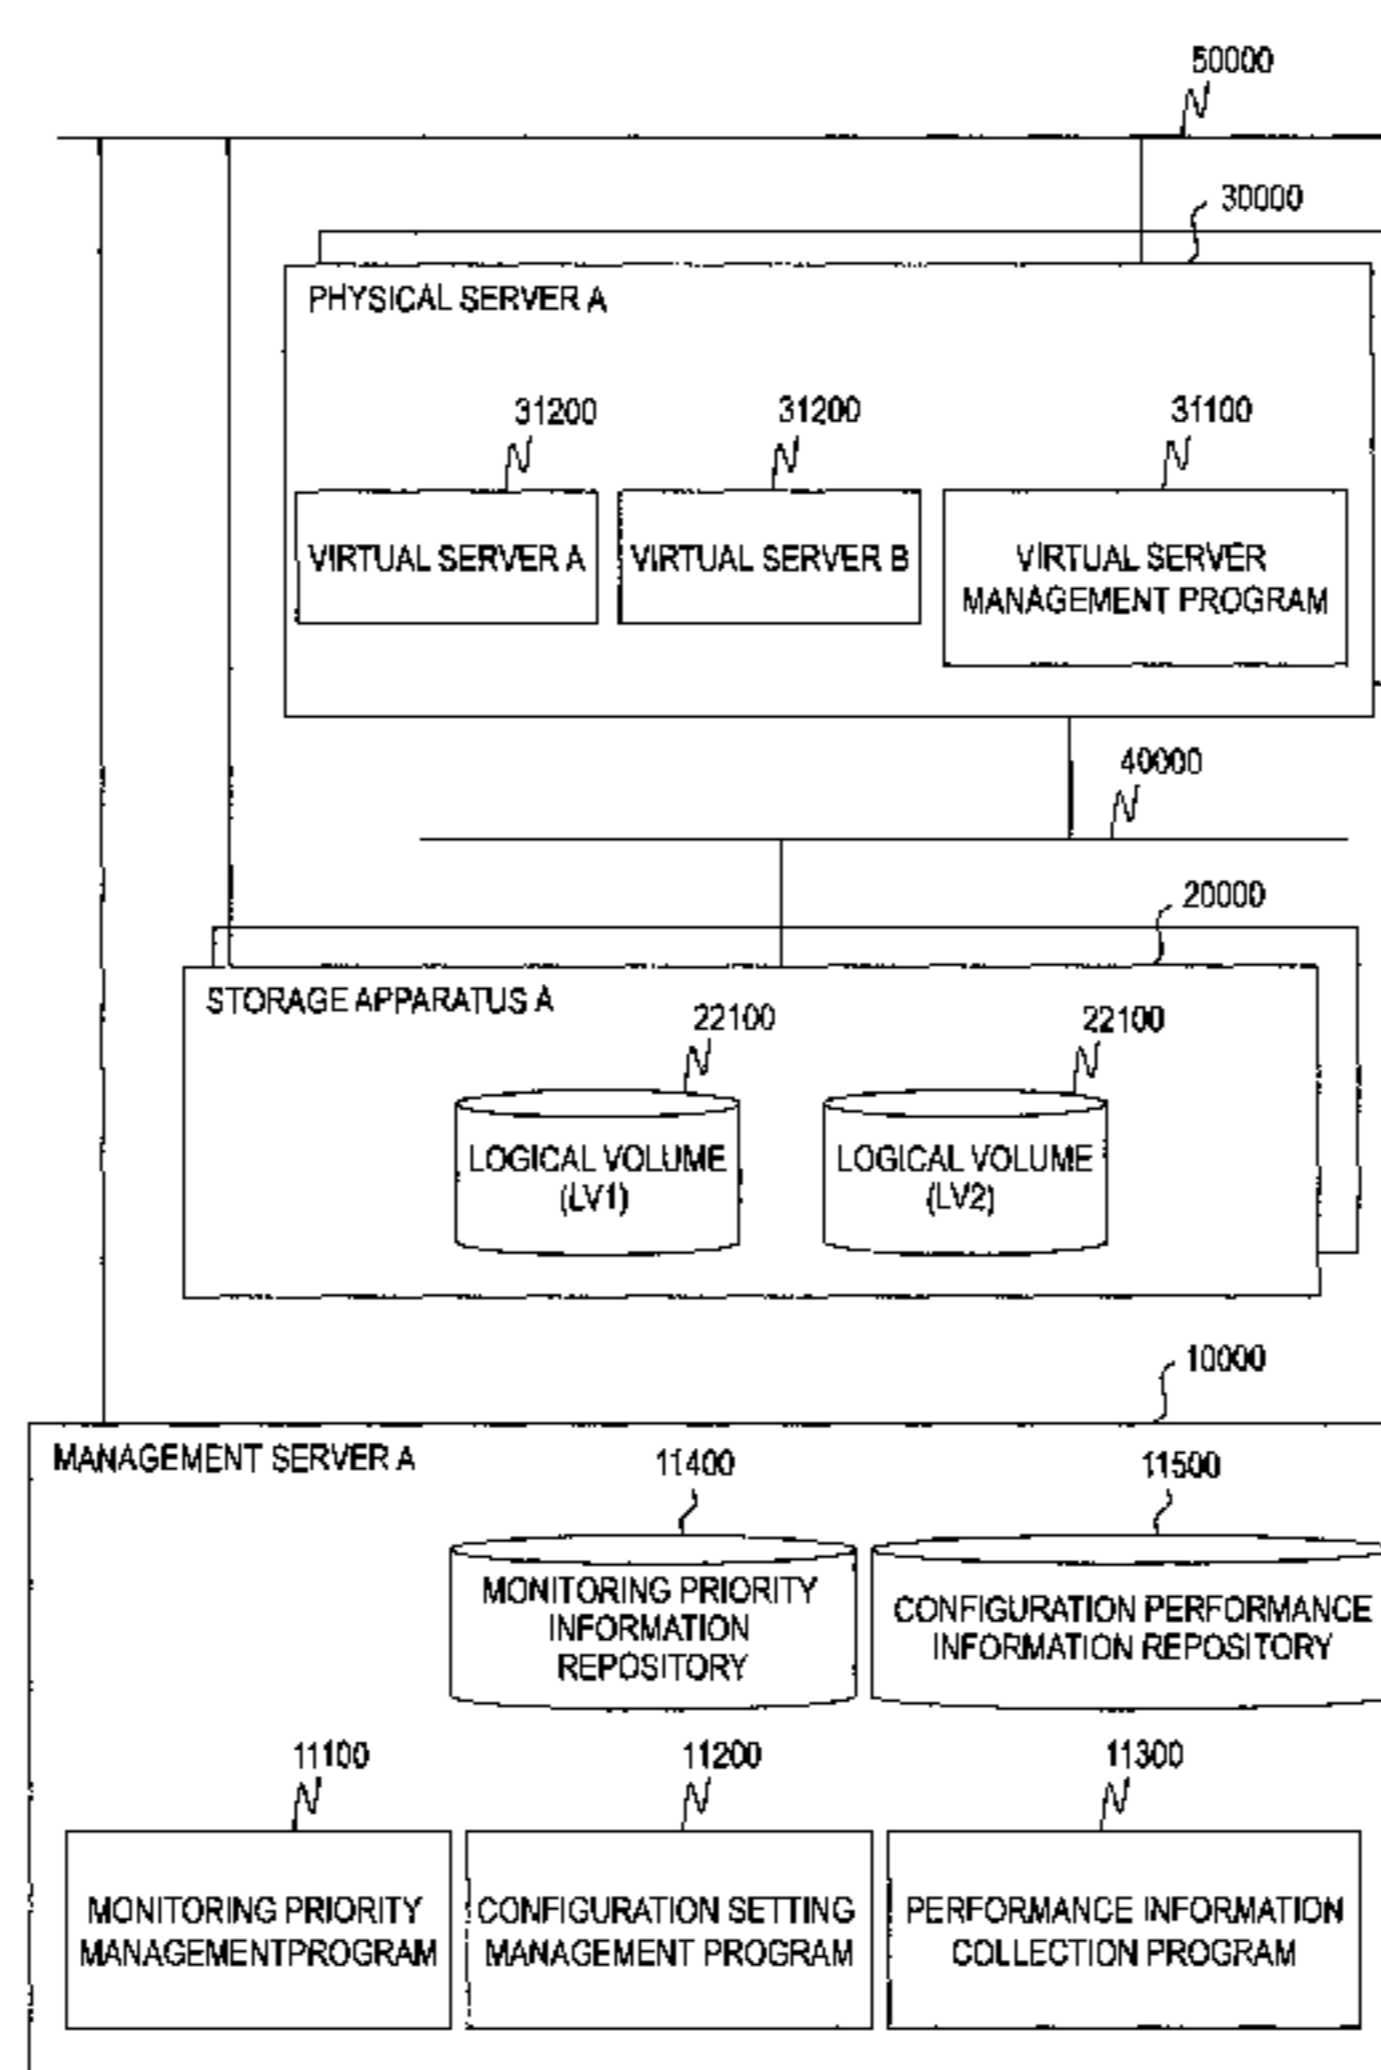 50000
30000
PHYSICAL SERVER A
31200
31200
31100
VIRTUAL SERVER A
VIRTUAL SERVER B
VIRTUAL SERVER
MANAGEMENT PROGRAM
40000
20000
STORAGE APPARATUS A
22100
22100
LOGICAL VOLUME
(LV1)
LOGICAL VOLUME
(LV2)
10000
MANAGEMENT SERVER A
11400
11500
MONITORING PRIORITY
INFORMATION
REPOSITORY
CONFIGURATION PERFORMANCE
INFORMATION REPOSITORY
11100
11200
11300
MONITORING PRIORITY
MANAGEMENTPROGRAM
CONFIGURATION SETTING
MANAGEMENT PROGRAM
PERFORMANCE INFORMATION
COLLECTION PROGRAM